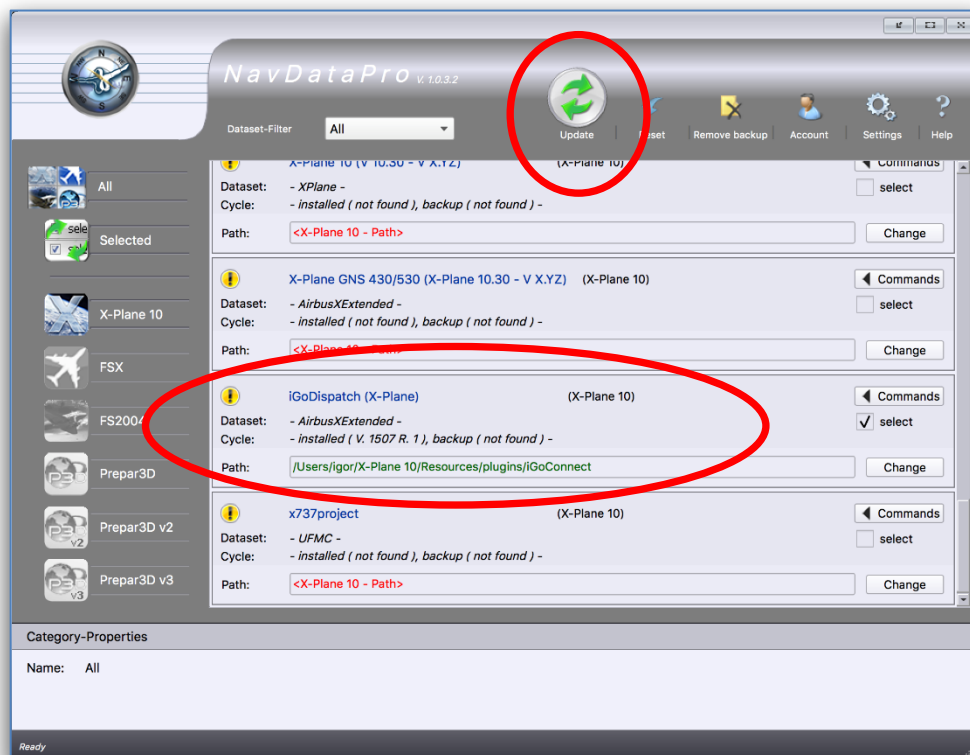 NavDataPro V. 1.0.3.2
Dataset-Filter All
Update Reset Remove backup Account Settings Help
All
Selected
X-Plane 10
FSX
FS2004
Prepar3D
Prepar3D v2
Prepar3D v3
X-Plane 10 (V 10.30 - V X.YZ) (X-Plane 10) Commands
Dataset: - XPlane - select
Cycle: - installed ( not found ), backup ( not found ) -
Path: <X-Plane 10 - Path> Change
X-Plane GNS 430/530 (X-Plane 10.30 - V X.YZ) (X-Plane 10) Commands
Dataset: - AirbusXExtended - select
Cycle: - installed ( not found ), backup ( not found ) -
Path: <X-Plane 10 - Path> Change
iGoDispatch (X-Plane) (X-Plane 10) Commands
Dataset: - AirbusXExtended - select
Cycle: - installed ( V. 1507 R. 1 ), backup ( not found ) -
Path: /Users/igor/X-Plane 10/Resources/plugins/iGoConnect Change
x737project (X-Plane 10) Commands
Dataset: - UFMC - select
Cycle: - installed ( not found ), backup ( not found ) -
Path: <X-Plane 10 - Path> Change
Category-Properties
Name: All
Ready